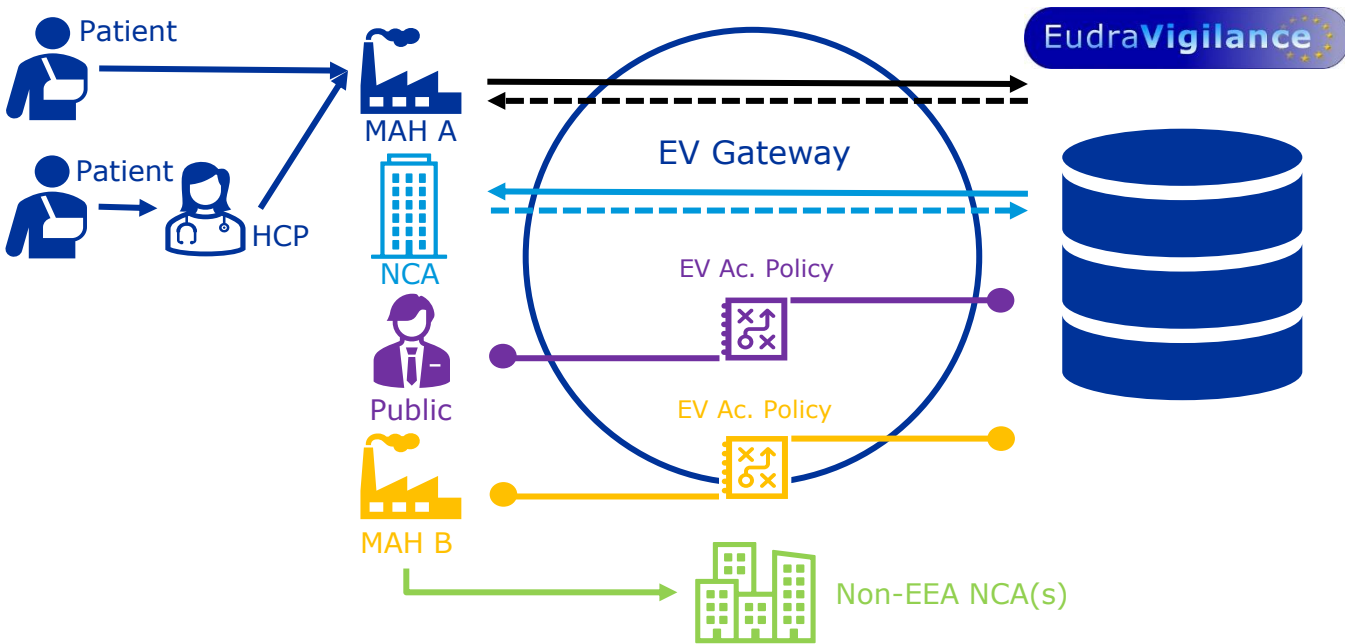 Patient
EudraVigilance
MAH A
Patient
EV Gateway
HCP
NCA
EV Ac. Policy
Public
EV Ac. Policy
MAH B
Non-EEA NCA(s)